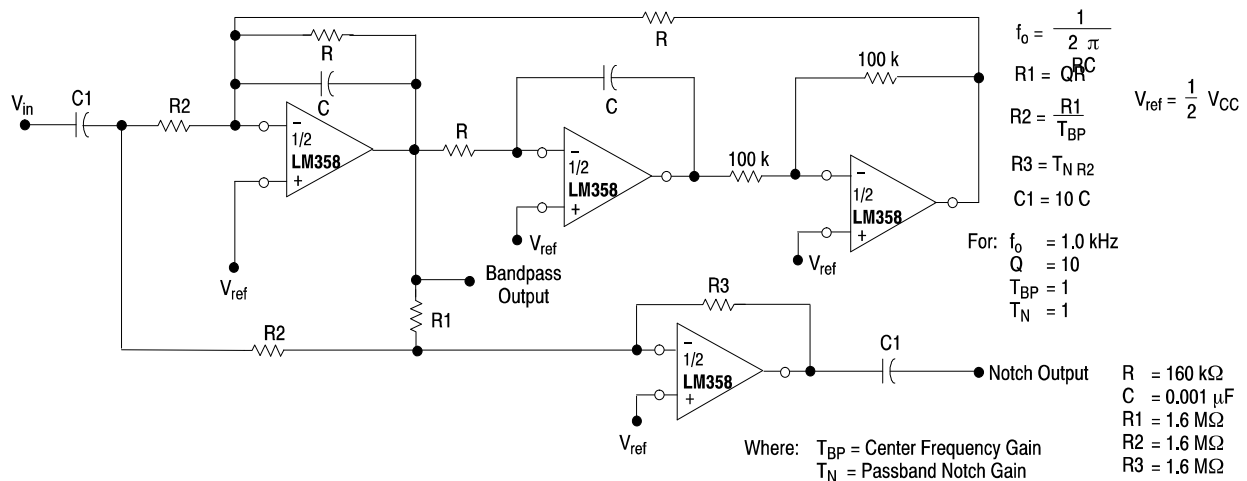 R
f₀ = 1 / 2 π RC
R
100 k
C1
C
R1 = QR
V_in
R2
C
V_ref = 1/2 V_CC
R2 = R1 / T_BP
−
1/2
LM358
+
R
−
1/2
LM358
+
100 k
−
1/2
LM358
+
R3 = T_N R2
C1 = 10 C
V_ref
V_ref
V_ref
For: f₀ = 1.0 kHz
Q = 10
T_BP = 1
T_N = 1
Bandpass
Output
R1
R3
R2
−
1/2
LM358
+
C1
Notch Output
V_ref
R = 160 kΩ
C = 0.001 μF
R1 = 1.6 MΩ
R2 = 1.6 MΩ
R3 = 1.6 MΩ
Where: T_BP = Center Frequency Gain
T_N = Passband Notch Gain